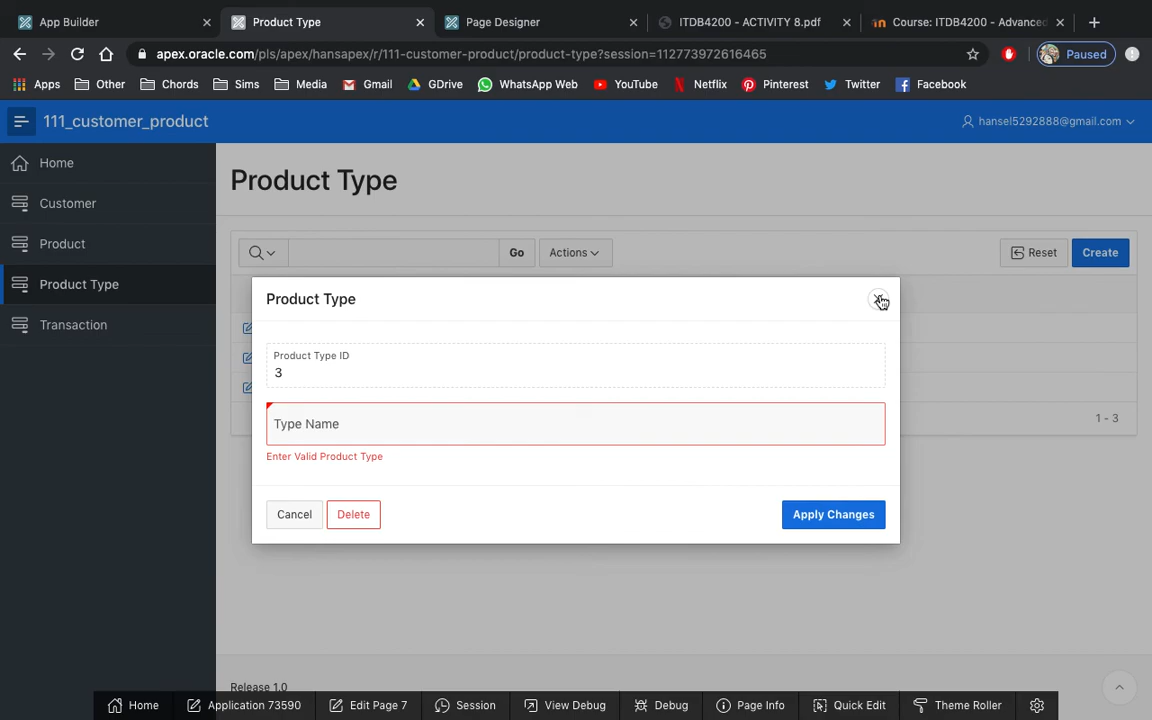 App Builder × Product Type × Page Designer × ITDB4200 - ACTIVITY 8.pdf × Course: ITDB4200 - Advanced × +
apex.oracle.com/pls/apex/hansapex/r/111-customer-product/product-type?session=112773972616465 Paused
Apps Other Chords Sims Media Gmail GDrive WhatsApp Web YouTube Netflix Pinterest Twitter Facebook
111_customer_product hansel5292888@gmail.com
Home
Customer
Product
Product Type
Transaction
Product Type
Go Actions Reset Create
1 - 3
Product Type
Product Type ID
3
Type Name
Enter Valid Product Type
Cancel Delete Apply Changes
Release 1.0
Home Application 73590 Edit Page 7 Session View Debug Debug Page Info Quick Edit Theme Roller